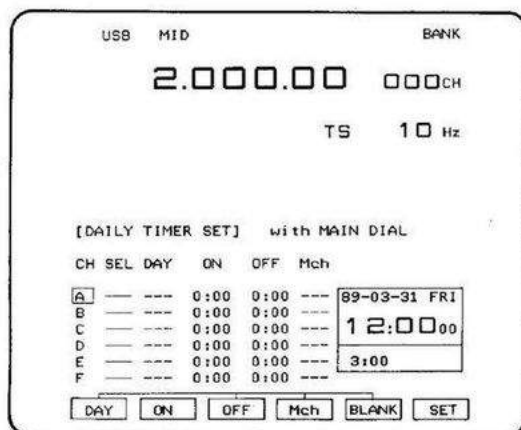 USB MID BANK
2.000.00 000CH
TS 10 Hz
[DAILY TIMER SET] with MAIN DIAL
CH SEL DAY ON OFF Mch
A --- --- 0:00 0:00 ---
B --- --- 0:00 0:00 ---
C --- --- 0:00 0:00 ---
D --- --- 0:00 0:00 ---
E --- --- 0:00 0:00 ---
F --- --- 0:00 0:00 ---
89-03-31 FRI
12:00 00
3:00
DAY ON OFF Mch BLANK SET